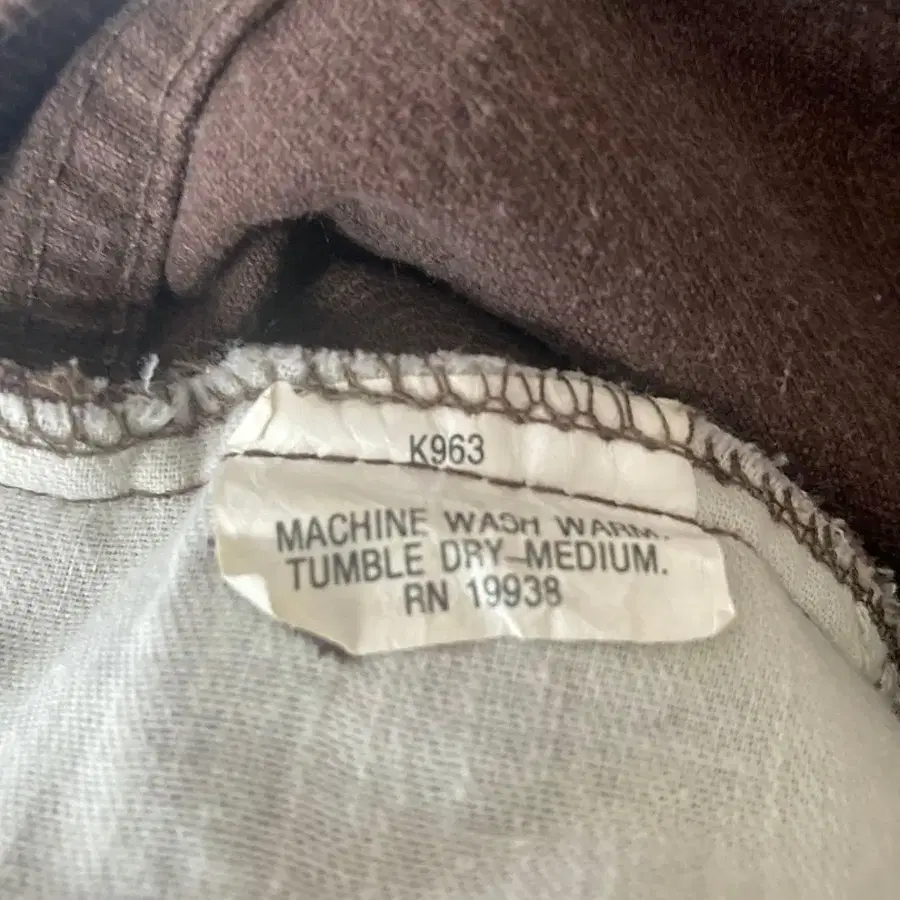 K963
MACHINE WASH WARM.
TUMBLE DRY-MEDIUM.
RN 19938